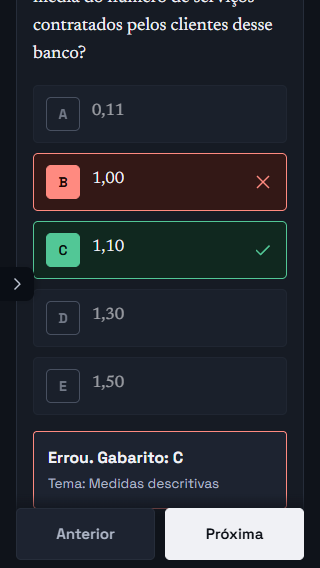 média do número de serviços
contratados pelos clientes desse
banco?
A 0,11
B 1,00
C 1,10
D 1,30
E 1,50
Errou. Gabarito: C
Tema: Medidas descritivas
Anterior
Próxima